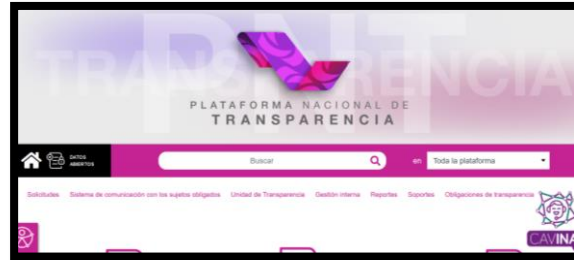 TRANSPARENCIA
PNT
PLATAFORMA NACIONAL DE
TRANSPARENCIA
DATOS
ABIERTOS
Buscar
en
Toda la plataforma
Solicitudes Sistema de comunicación con los sujetos obligados Unidad de Transparencia Gestión interna Reportes Soportes Obligaciones de transparencia
CAVINA